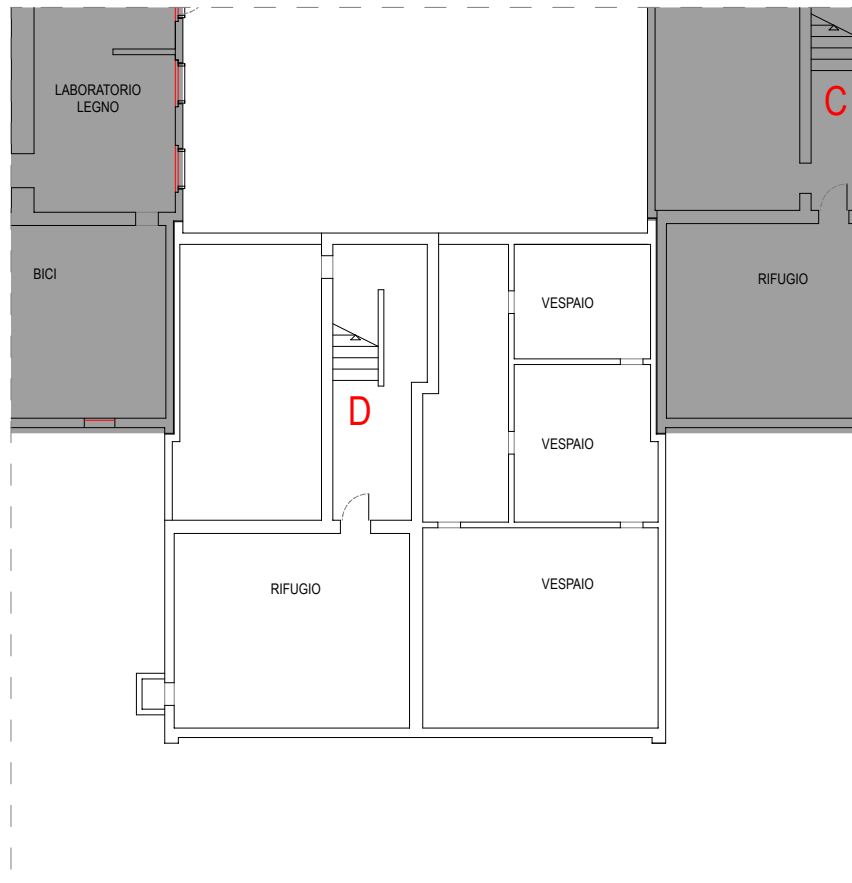 LABORATORIO
LEGNO
C
BICI
RIFUGIO
VESPAIO
D
VESPAIO
RIFUGIO
VESPAIO